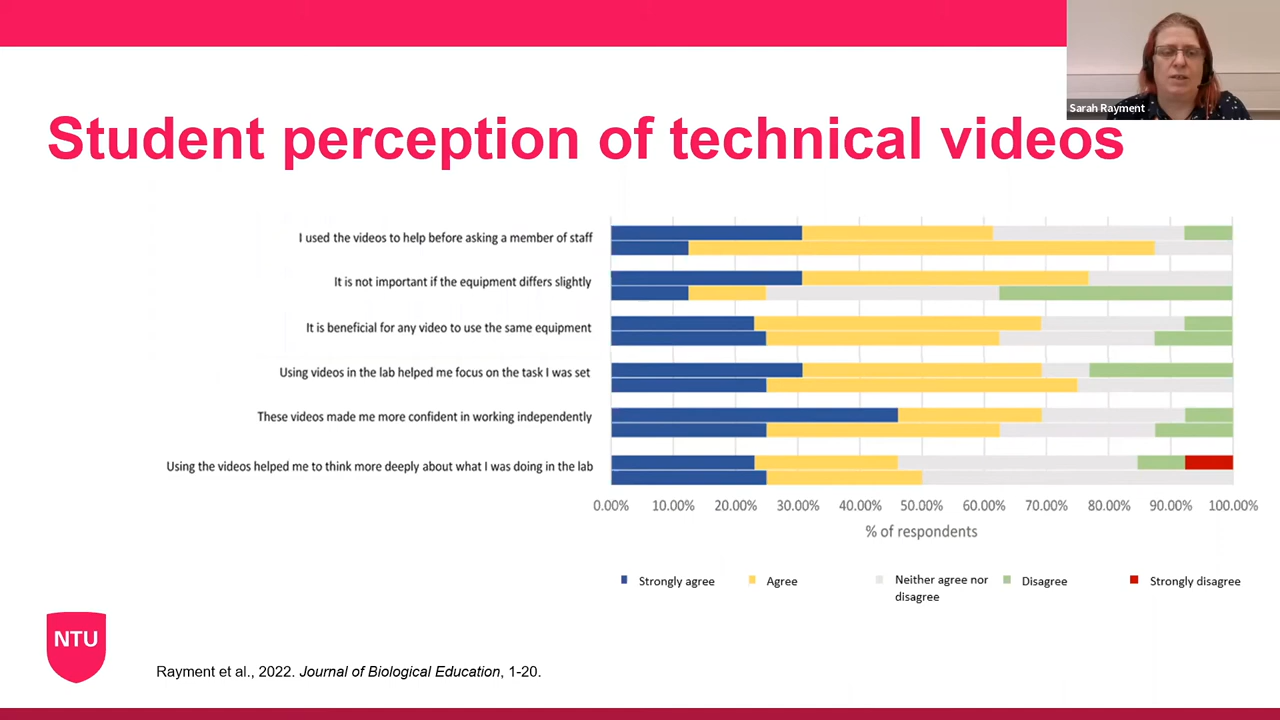 Sarah Rayment
Student perception of technical videos
I used the videos to help before asking a member of staff
It is not important if the equipment differs slightly
It is beneficial for any video to use the same equipment
Using videos in the lab helped me focus on the task I was set
These videos made me more confident in working independently
Using the videos helped me to think more deeply about what I was doing in the lab
0.00% 10.00% 20.00% 30.00% 40.00% 50.00% 60.00% 70.00% 80.00% 90.00% 100.00%
% of respondents
Strongly agree Agree Neither agree nor Disagree Strongly disagree
disagree
NTU
Rayment et al., 2022. Journal of Biological Education, 1-20.